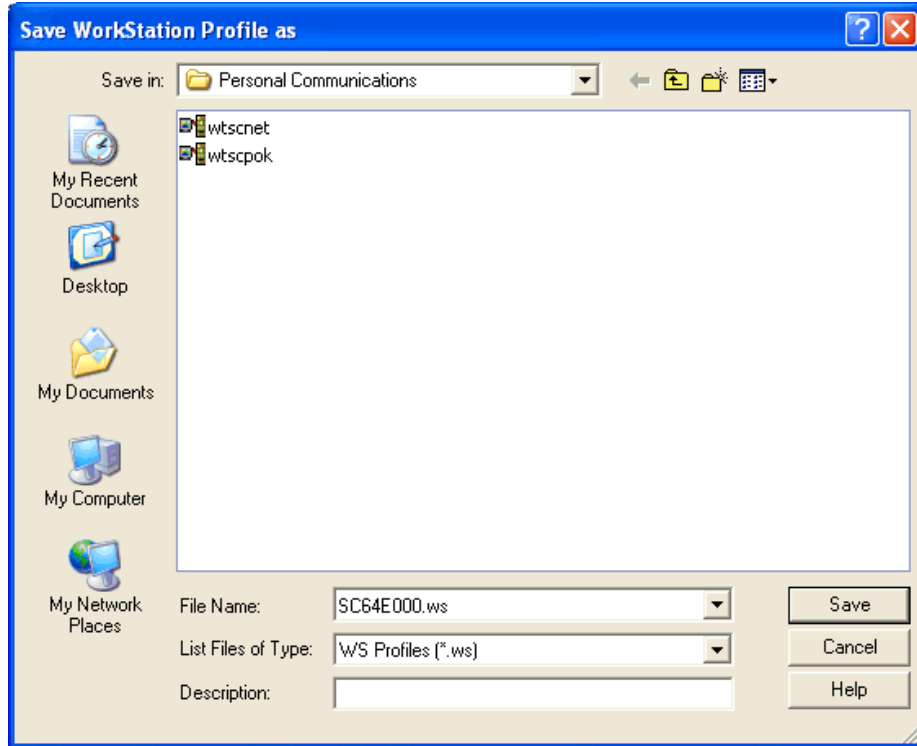 Save WorkStation Profile as
Save in: Personal Communications
wtscnet
wtscpok
My Recent
Documents
Desktop
My Documents
My Computer
My Network
Places
File Name: SC64E000.ws Save
List Files of Type: WS Profiles (*.ws) Cancel
Description: Help